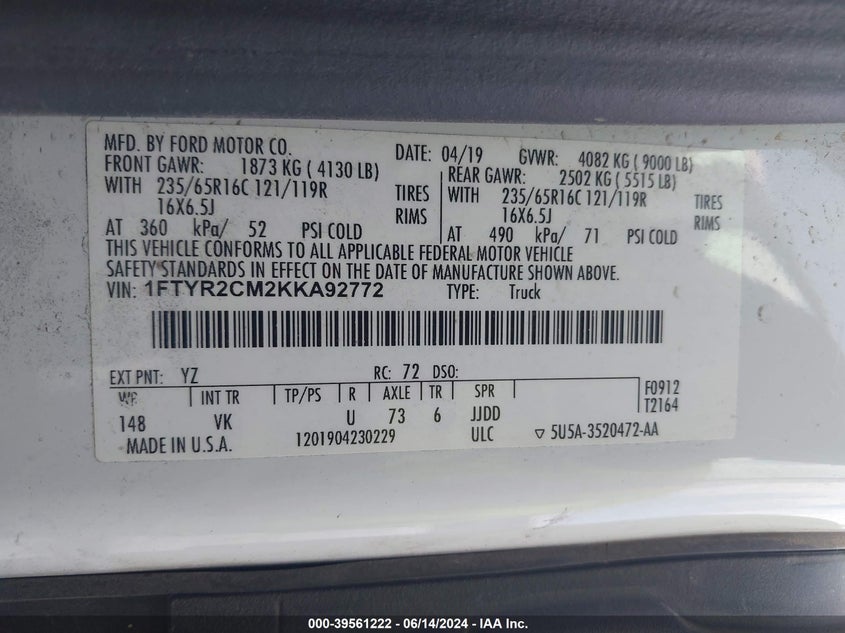 MFD. BY FORD MOTOR CO. DATE: 04/19 GVWR: 4082 KG ( 9000 LB)
FRONT GAWR: 1873 KG ( 4130 LB) REAR GAWR: 2502 KG ( 5515 LB)
WITH 235/65R16C 121/119R TIRES WITH 235/65R16C 121/119R TIRES
16X6.5J RIMS 16X6.5J RIMS
AT 360 kPa/ 52 PSI COLD AT 490 kPa/ 71 PSI COLD
THIS VEHICLE CONFORMS TO ALL APPLICABLE FEDERAL MOTOR VEHICLE
SAFETY STANDARDS IN EFFECT ON THE DATE OF MANUFACTURE SHOWN ABOVE.
VIN: 1FTYR2CM2KKA92772 TYPE: Truck
EXT PNT: YZ RC: 72 DSO:
WB INT TR TP/PS R AXLE TR SPR F0912
148 VK U 73 6 JJDD T2164
MADE IN U.S.A. 1201904230229 ULC ▽ 5U5A-3520472-AA
000-39561222 - 06/14/2024 - IAA Inc.